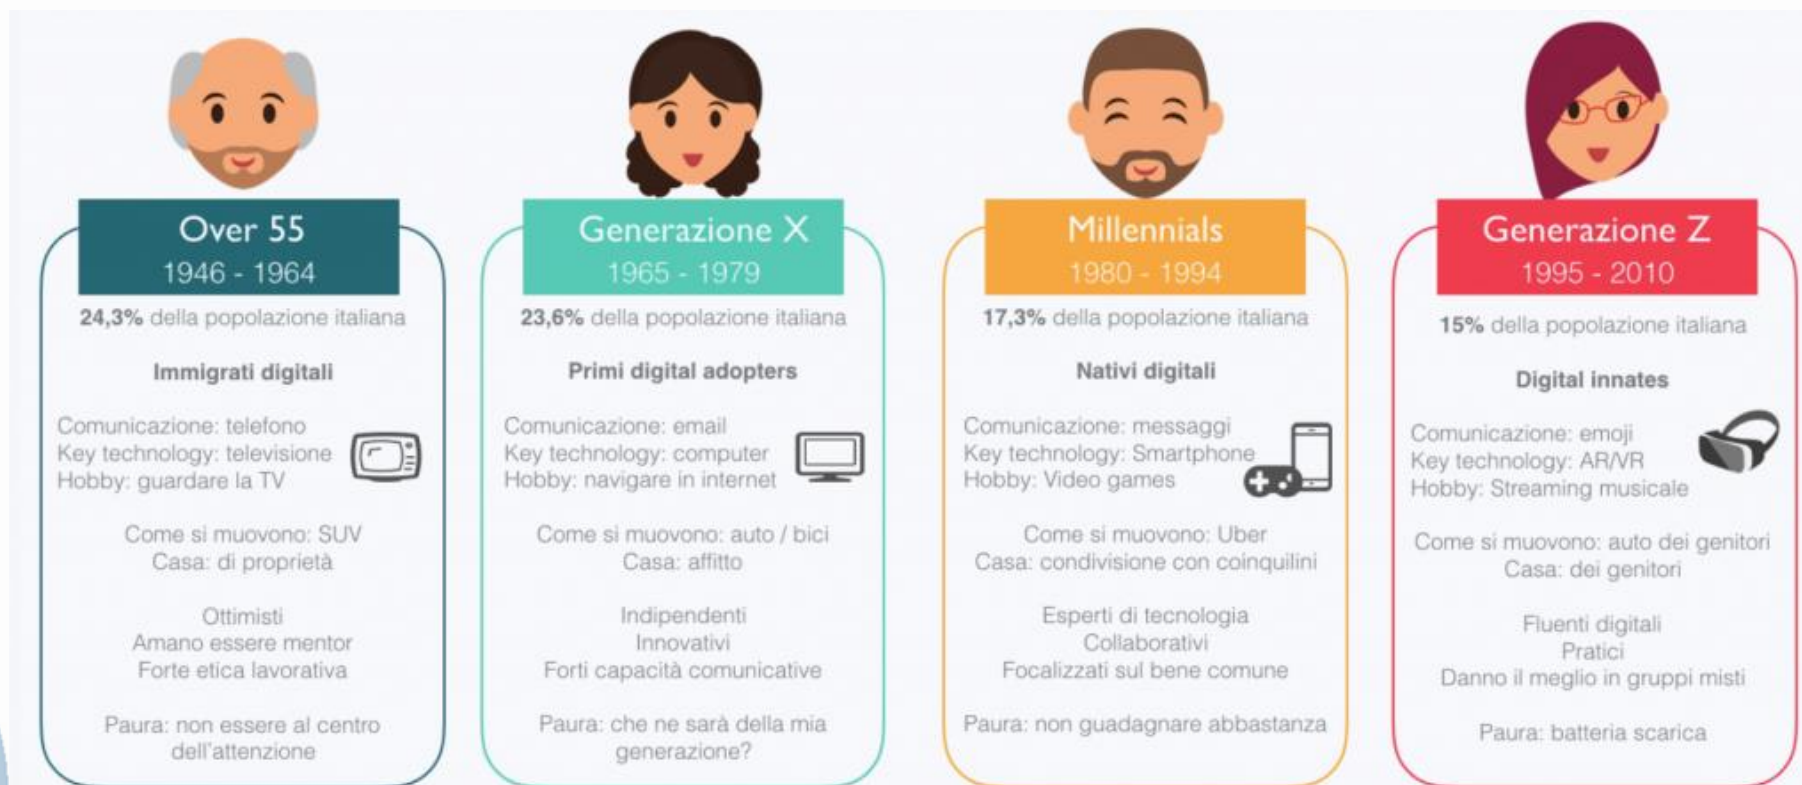 Over 55
1946 - 1964
24,3% della popolazione italiana
Immigrati digitali
Comunicazione: telefono
Key technology: televisione
Hobby: guardare la TV
Come si muovono: SUV
Casa: di proprietà
Ottimisti
Amano essere mentor
Forte etica lavorativa
Paura: non essere al centro
dell'attenzione
Generazione X
1965 - 1979
23,6% della popolazione italiana
Primi digital adopters
Comunicazione: email
Key technology: computer
Hobby: navigare in internet
Come si muovono: auto / bici
Casa: affitto
Indipendenti
Innovativi
Forti capacità comunicative
Paura: che ne sarà della mia
generazione?
Millennials
1980 - 1994
17,3% della popolazione italiana
Nativi digitali
Comunicazione: messaggi
Key technology: Smartphone
Hobby: Video games
Come si muovono: Uber
Casa: condivisione con coinquilini
Esperti di tecnologia
Collaborativi
Focalizzati sul bene comune
Paura: non guadagnare abbastanza
Generazione Z
1995 - 2010
15% della popolazione italiana
Digital innates
Comunicazione: emoji
Key technology: AR/VR
Hobby: Streaming musicale
Come si muovono: auto dei genitori
Casa: dei genitori
Fluenti digitali
Pratici
Danno il meglio in gruppi misti
Paura: batteria scarica